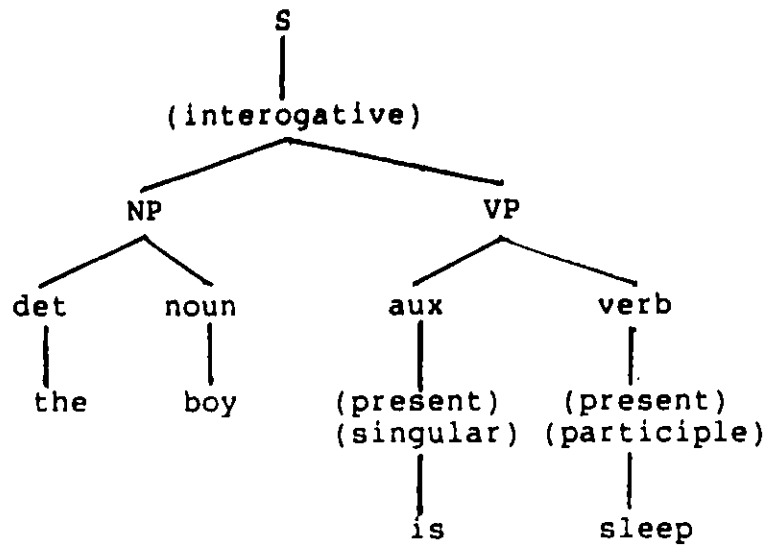 S
(interogative)
NP VP
det noun aux verb
the boy (present) (present)
(singular) (participle)
is sleep